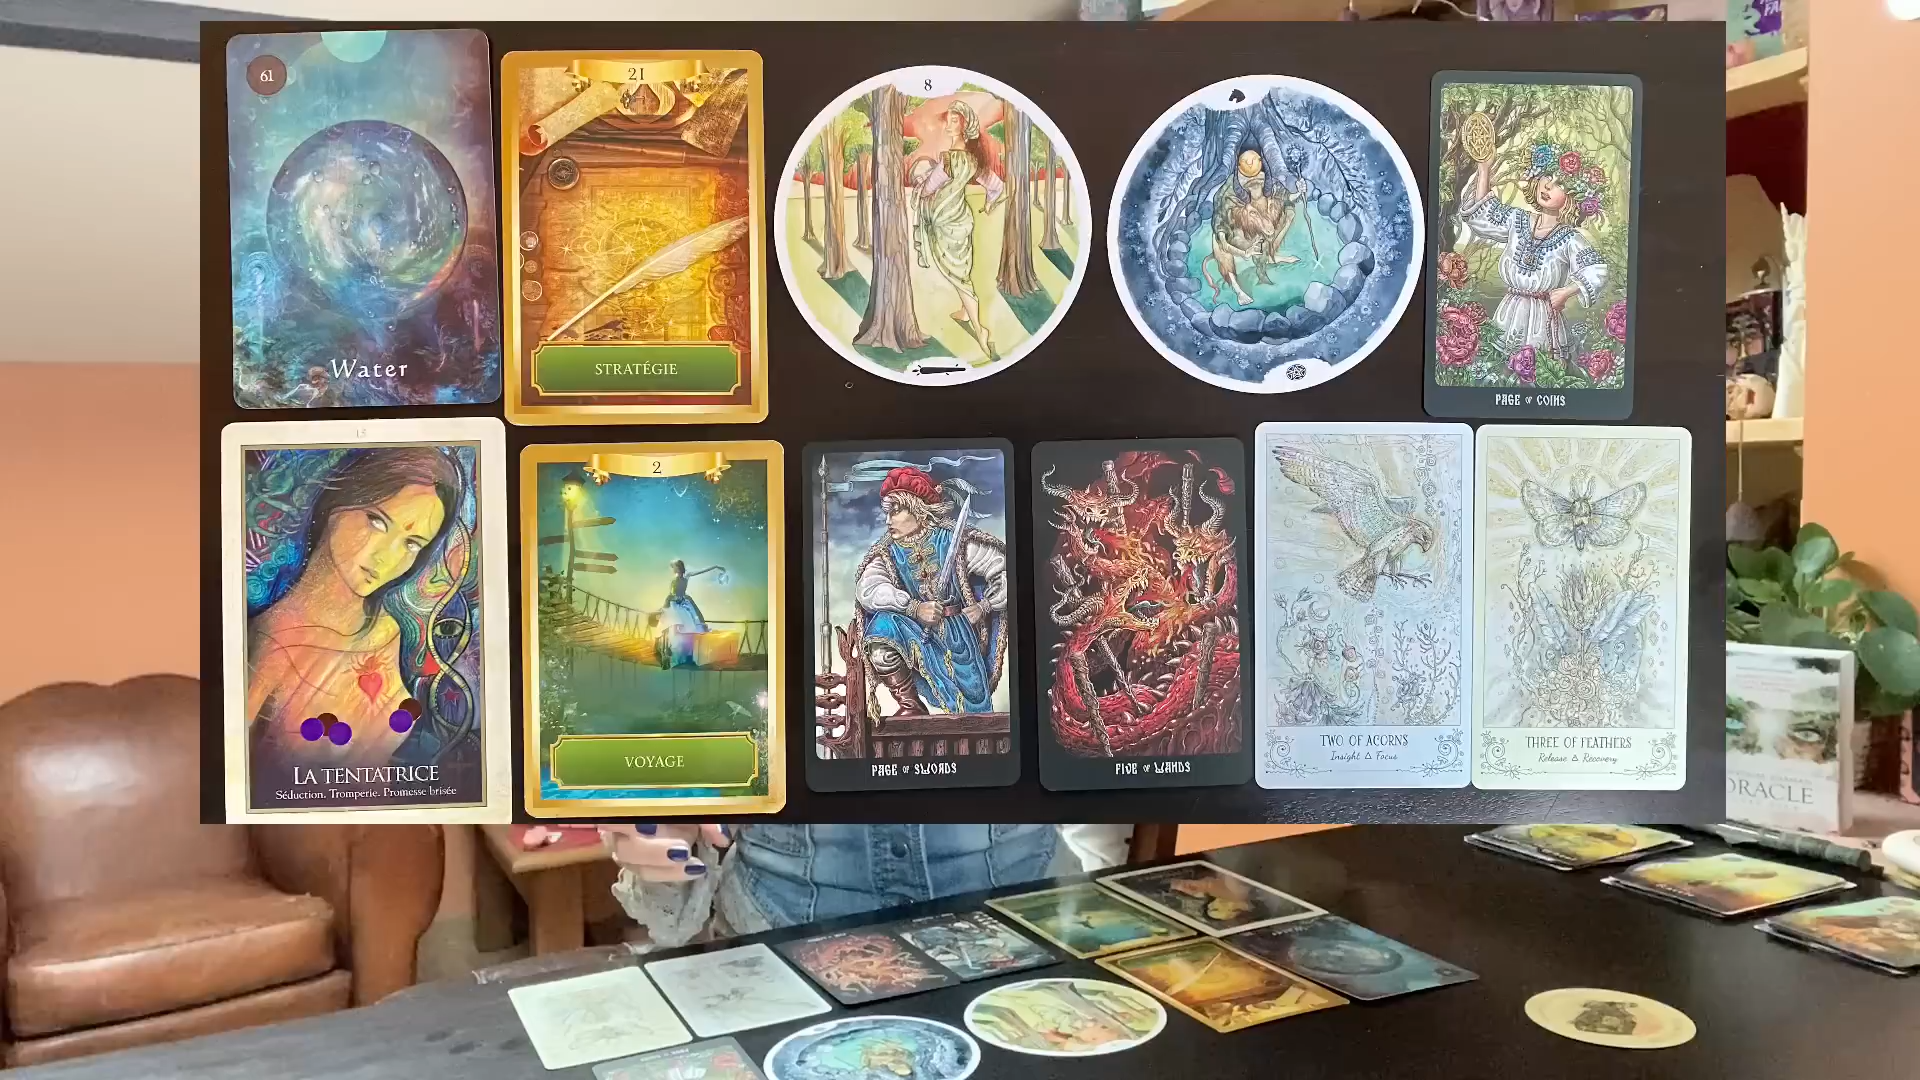 61
Water
21
STRATÉGIE
8
PAGE OF COINS
15
LA TENTATRICE
Séduction. Tromperie. Promesse brisée
2
VOYAGE
PAGE OF SWORDS
FIVE OF WANDS
TWO OF ACORNS
Insight △ Focus
THREE OF FEATHERS
Release △ Recovery
ORACLE